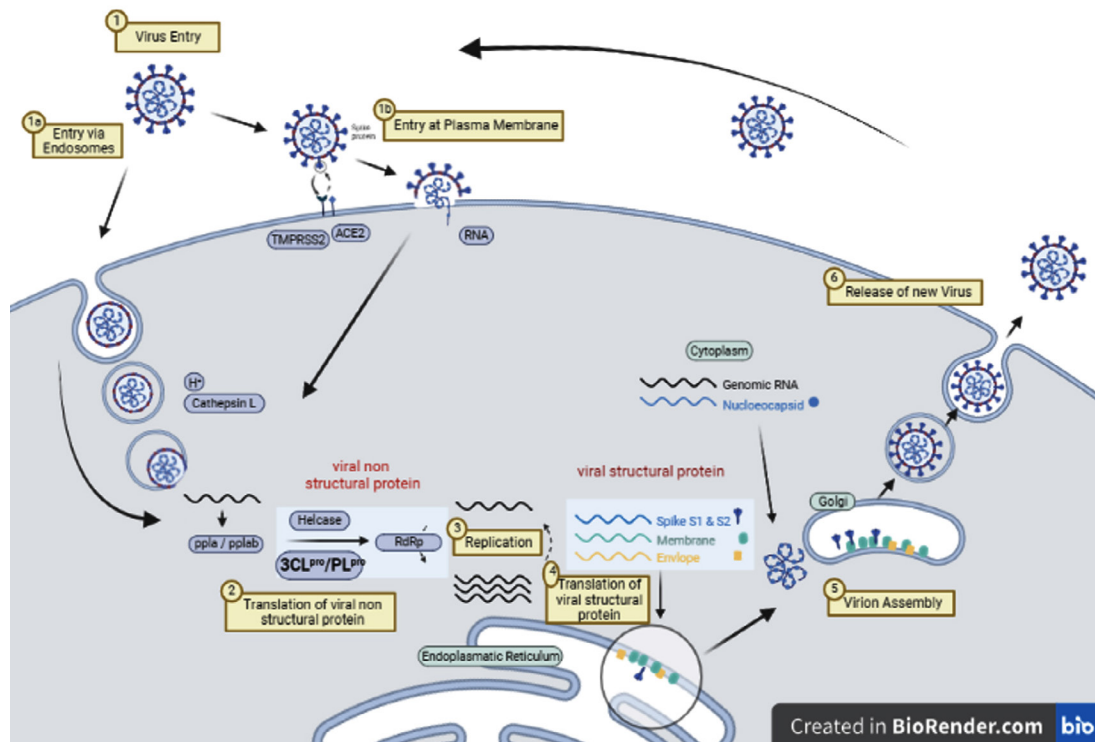 1
Virus Entry
1a
Entry via
Endosomes
Spike
protein
1b
Entry at Plasma Membrane
TMPRSS2
ACE2
RNA
6
Release of new Virus
H+
Cathepsin L
Cytoplasm
Genomic RNA
Nucloeocapsid
viral non
structural protein
viral structural protein
Golgi
ppla / pplab
Helcase
RdRp
3CLpro/PLpro
3
Replication
Spike S1 & S2
Membrane
Envlope
2
Translation of viral non
structural protein
4
Translation of
viral structural
protein
5
Virion Assembly
Endoplasmatic Reticulum
Created in BioRender.com
bio